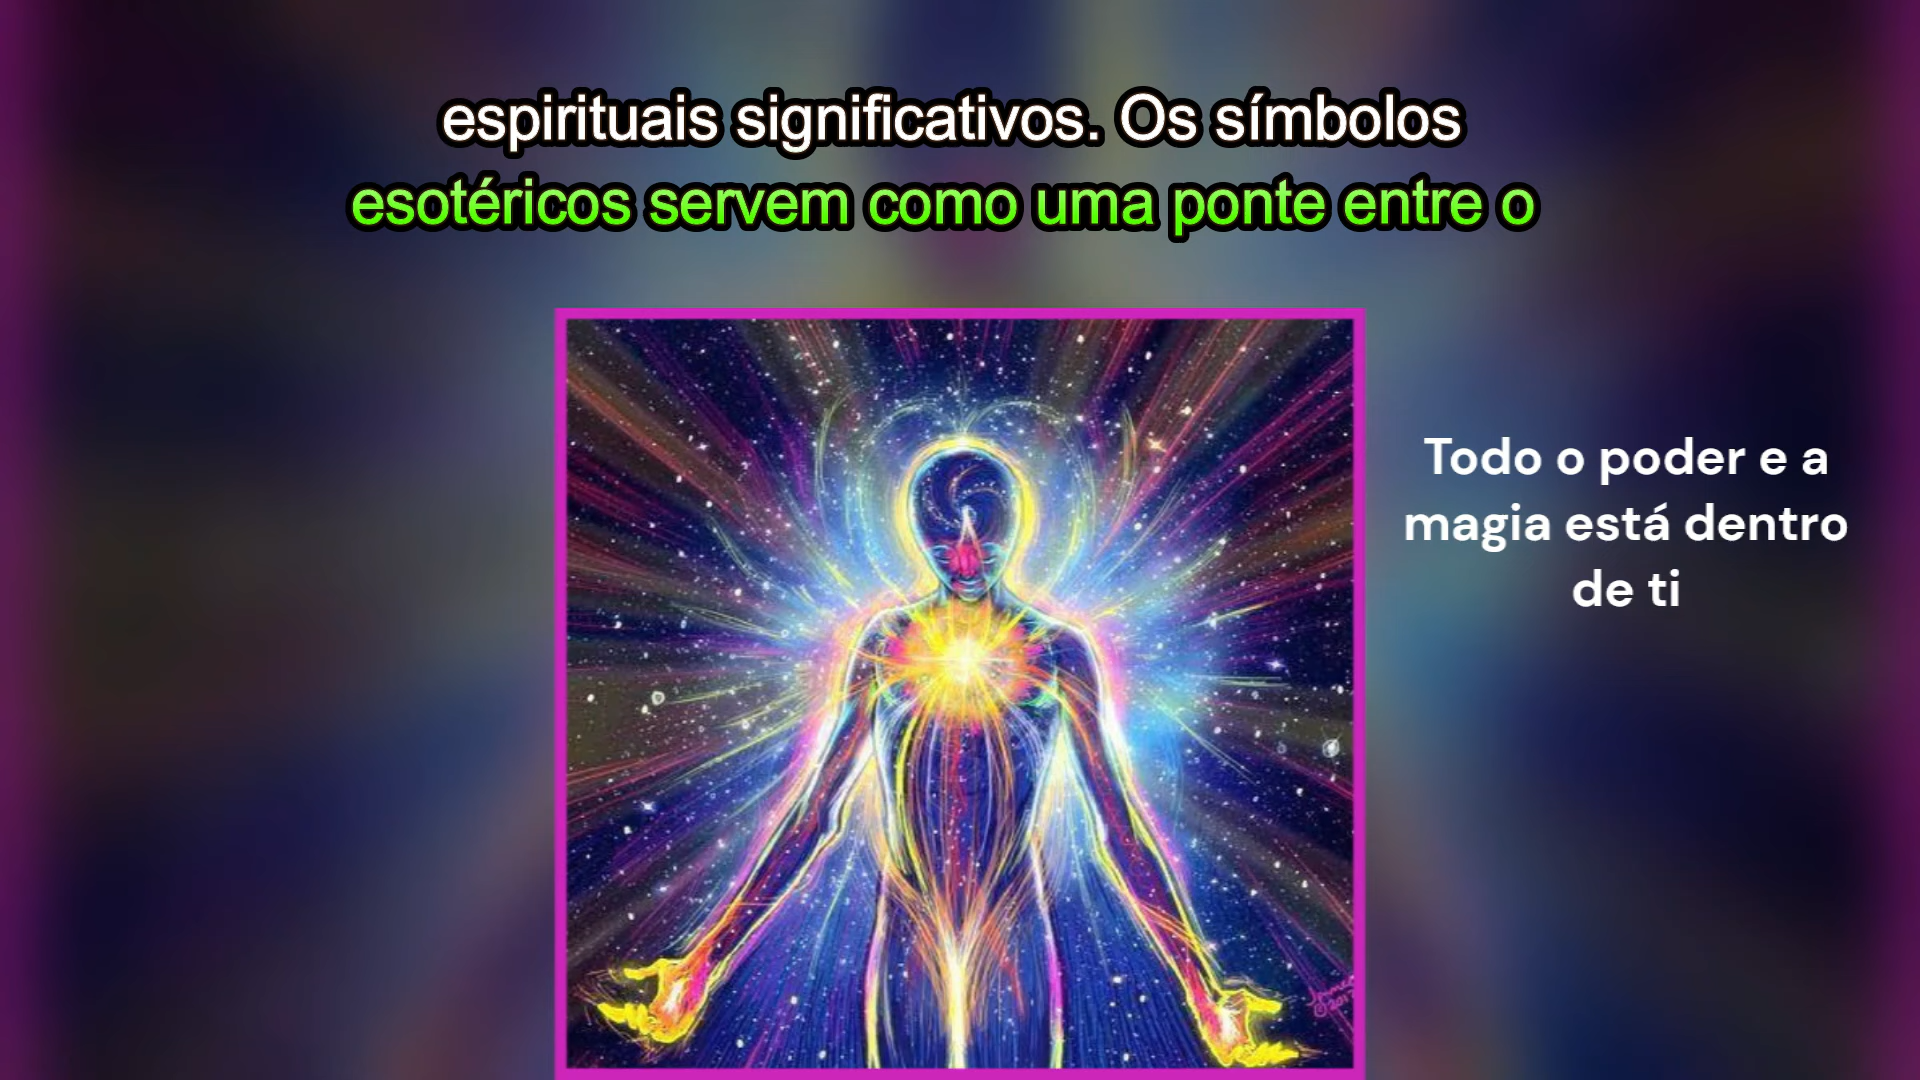 espirituais significativos. Os símbolos
esotéricos servem como uma ponte entre o
Todo o poder e a
magia está dentro
de ti